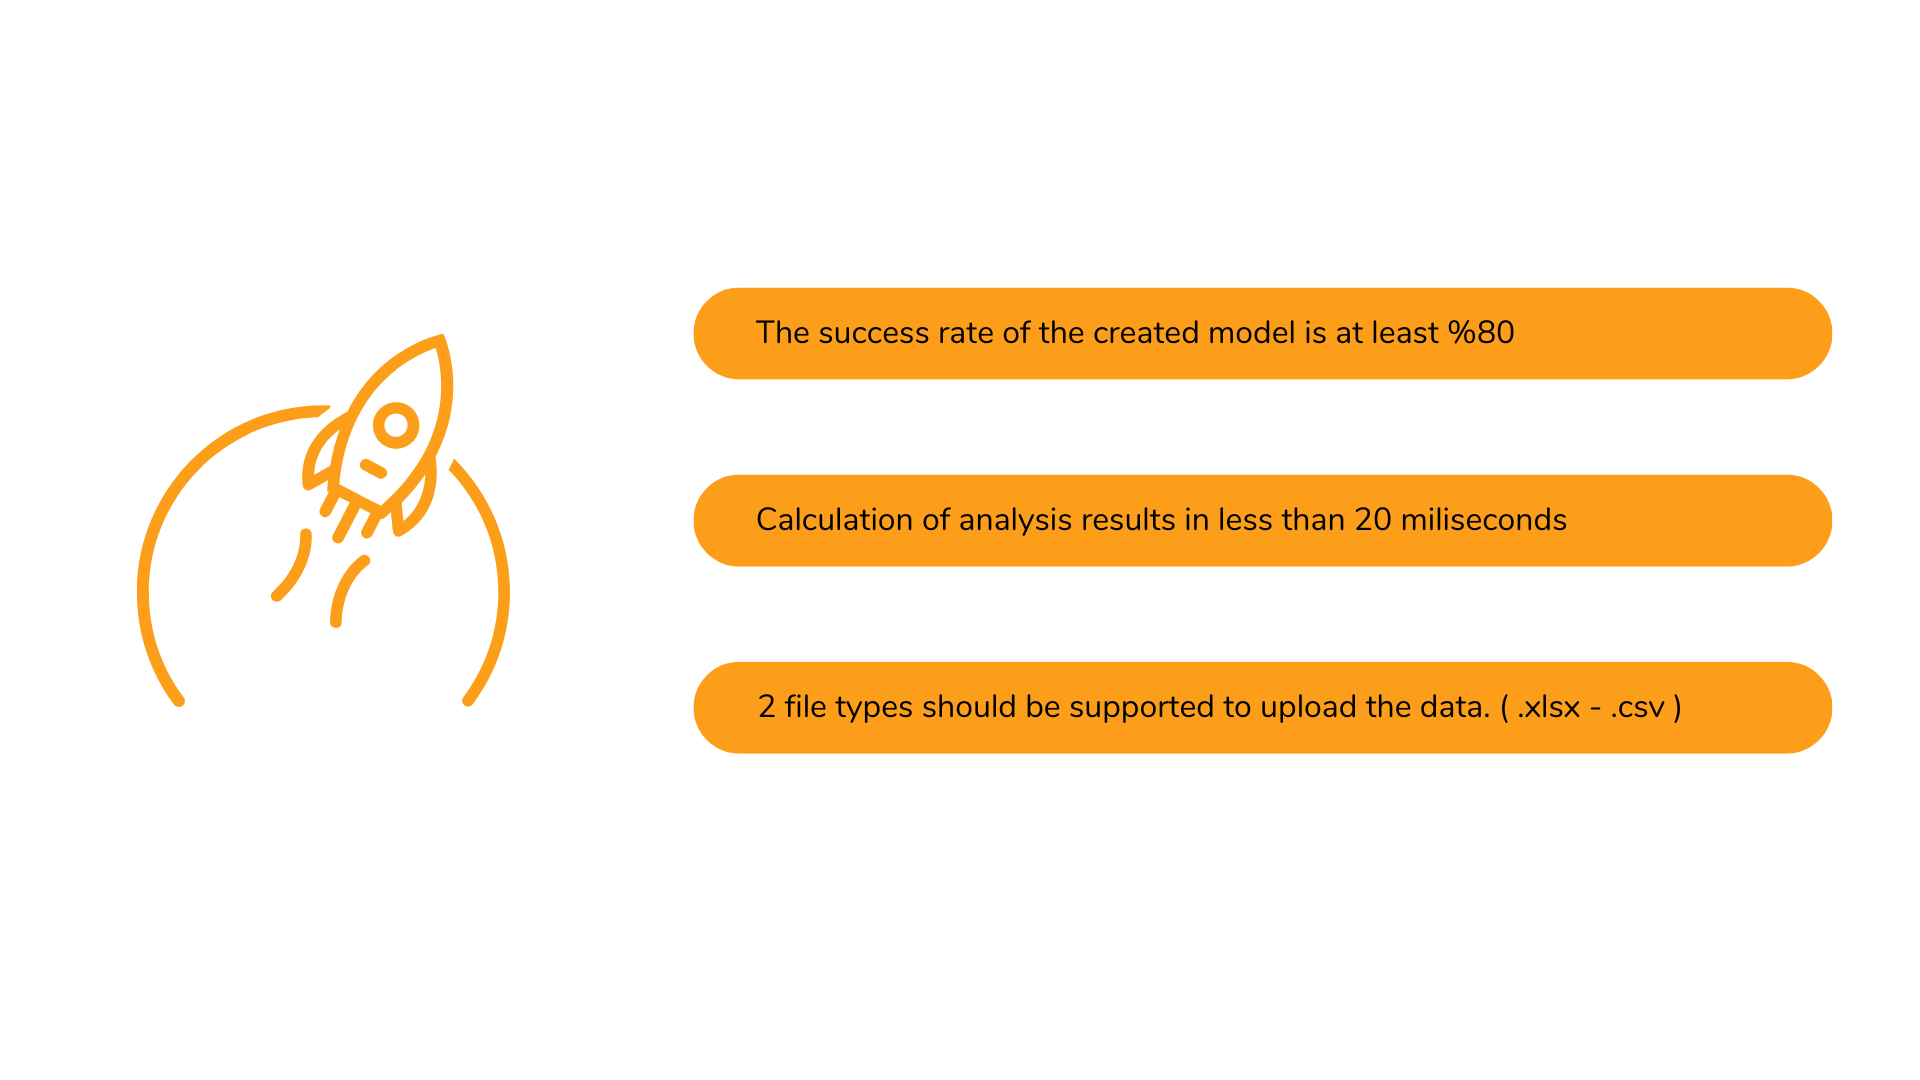 The success rate of the created model is at least %80
Calculation of analysis results in less than 20 miliseconds
2 file types should be supported to upload the data. ( .xlsx - .csv )